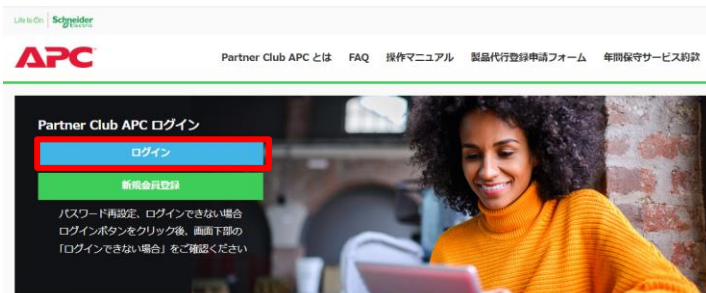 Life Is On
Schneider
Electric
APC
Partner Club APC とは FAQ 操作マニュアル 製品代行登録申請フォーム 年間保守サービス約款
Partner Club APC ログイン
ログイン
新規会員登録
パスワード再設定、ログインできない場合
ログインボタンをクリック後、画面下部の
「ログインできない場合」をご確認ください